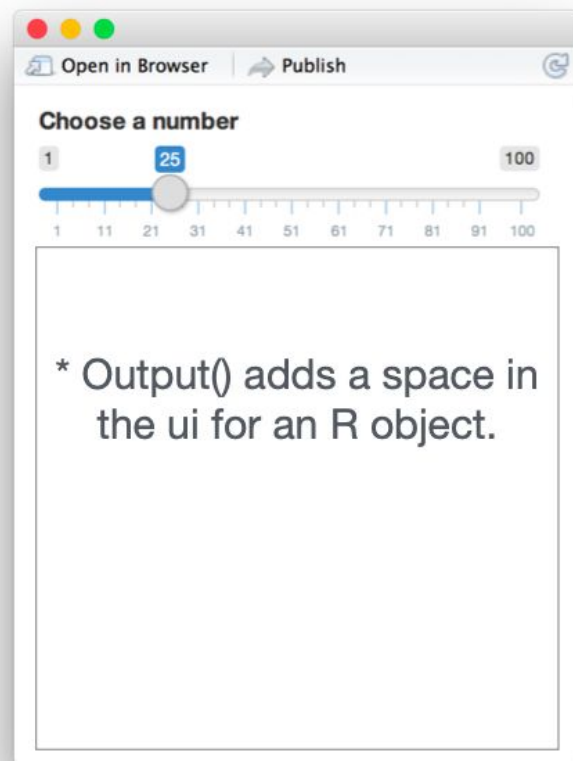 Open in Browser Publish
Choose a number
1 25 100
1 11 21 31 41 51 61 71 81 91 100
* Output() adds a space in
the ui for an R object.